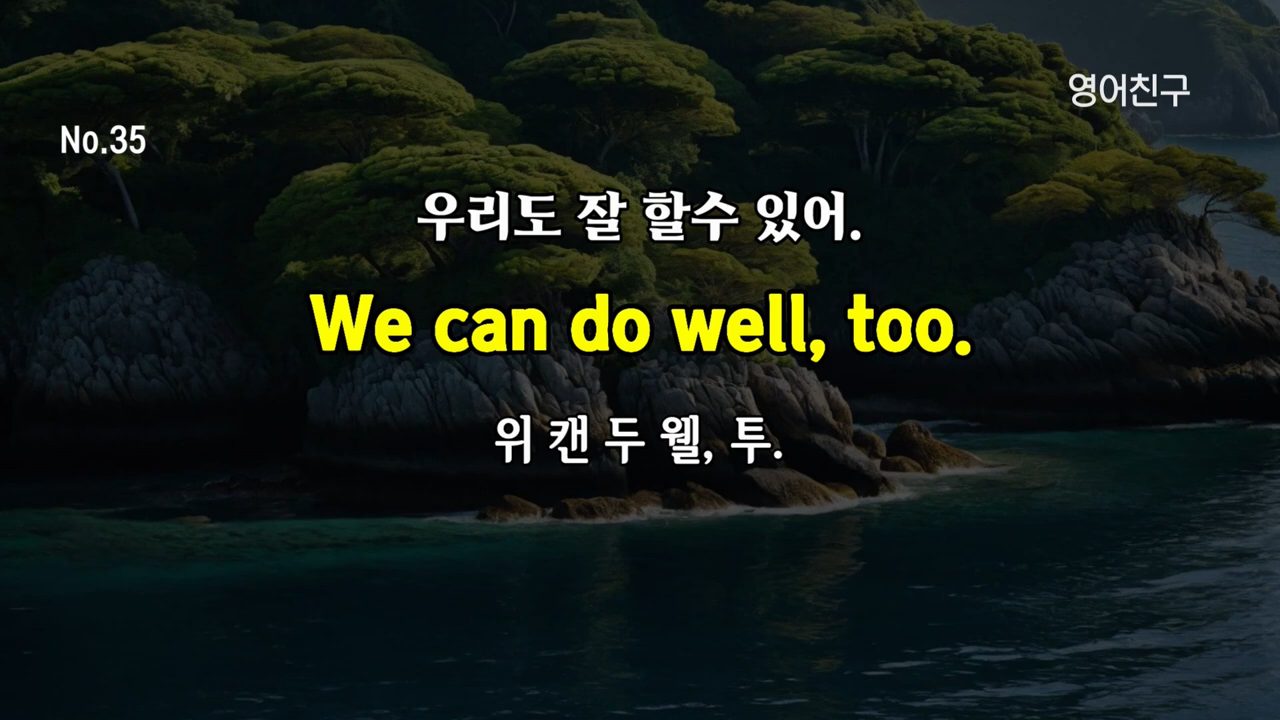 영어친구
No.35
우리도 잘 할수 있어.
We can do well, too.
위 캔 두 웰, 투.